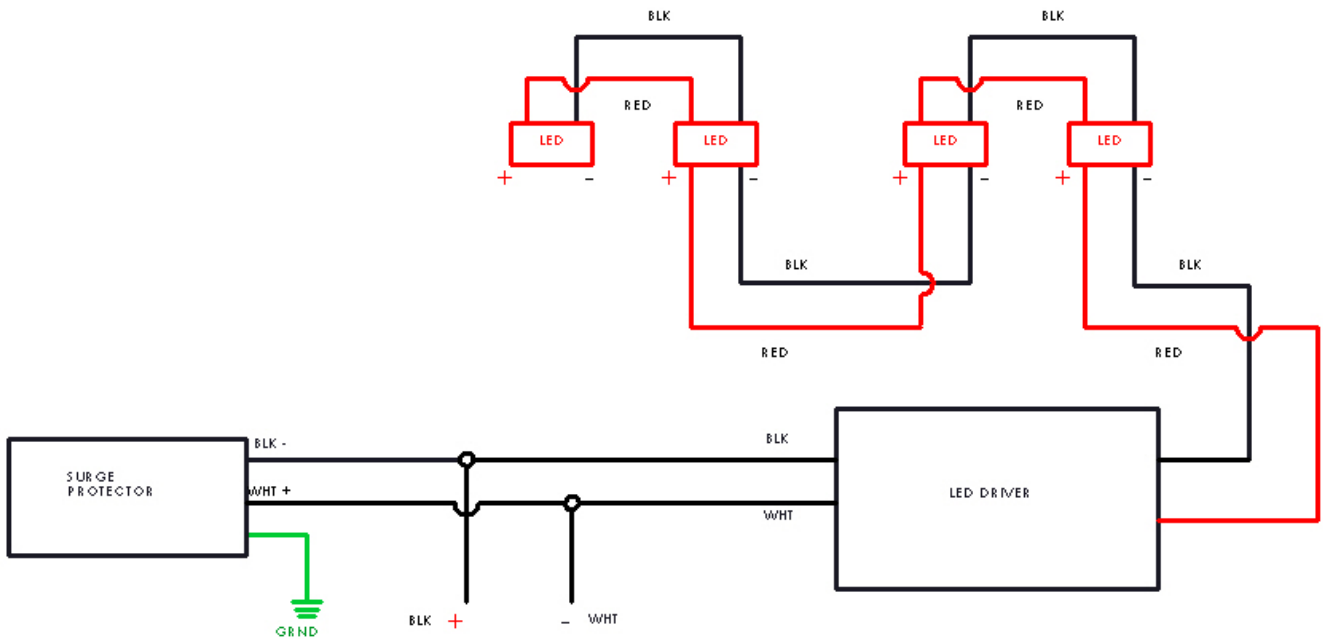 BLK
BLK
RED
RED
LED
LED
LED
LED
+
–
+
–
+
–
+
–
BLK
BLK
RED
RED
BLK -
BLK
SURGE
PROTECTOR
WHT +
LED DRIVER
WHT
BLK +
– WHT
GRND